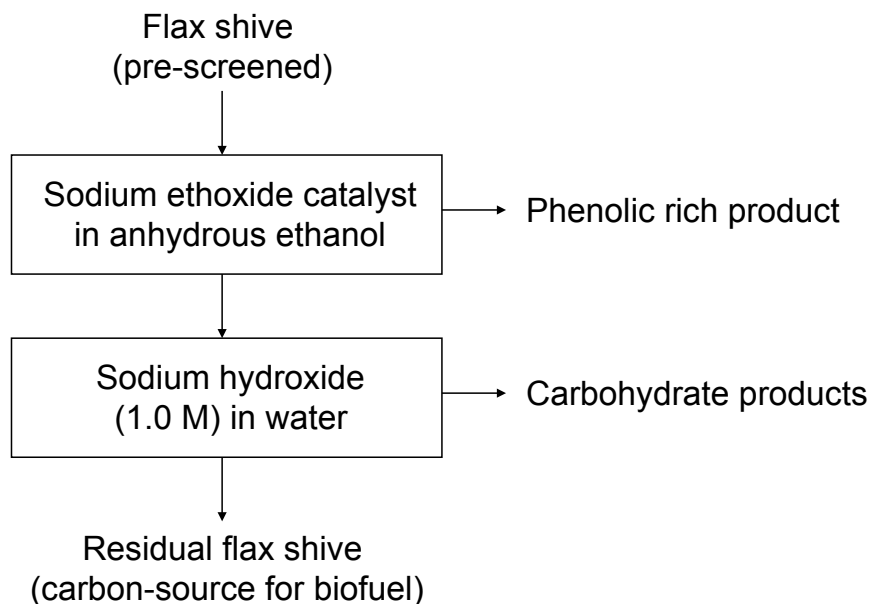 Flax shive
(pre-screened)
Sodium ethoxide catalyst
in anhydrous ethanol
Phenolic rich product
Sodium hydroxide
(1.0 M) in water
Carbohydrate products
Residual flax shive
(carbon-source for biofuel)